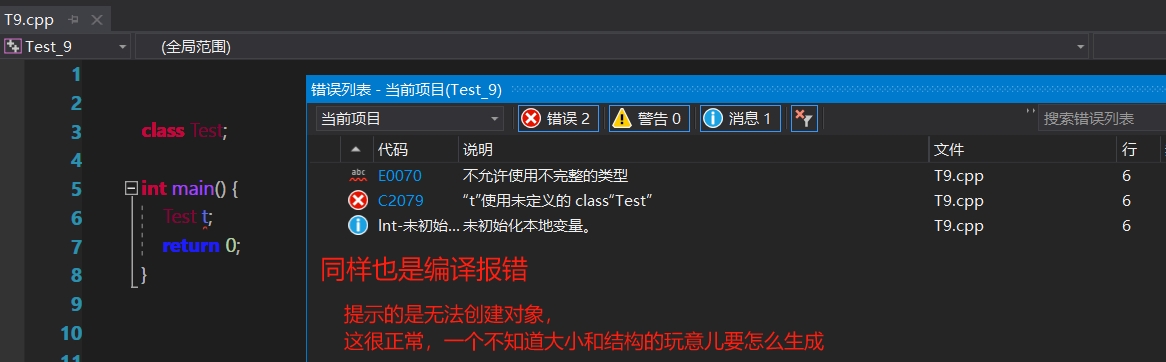 T9.cpp
Test_9
(全局范围)
1
2
3 class Test;
4
5 int main() {
6 Test t;
7 return 0;
8 }
9
10
11
错误列表 - 当前项目(Test_9)
当前项目 错误 2 警告 0 消息 1 搜索错误列表
代码 说明 文件 行
abc E0070 不允许使用不完整的类型 T9.cpp 6
C2079 “t”使用未定义的 class“Test” T9.cpp 6
Int-未初始... 未初始化本地变量。 T9.cpp 6
同样也是编译报错
提示的是无法创建对象，
这很正常，一个不知道大小和结构的玩意儿要怎么生成